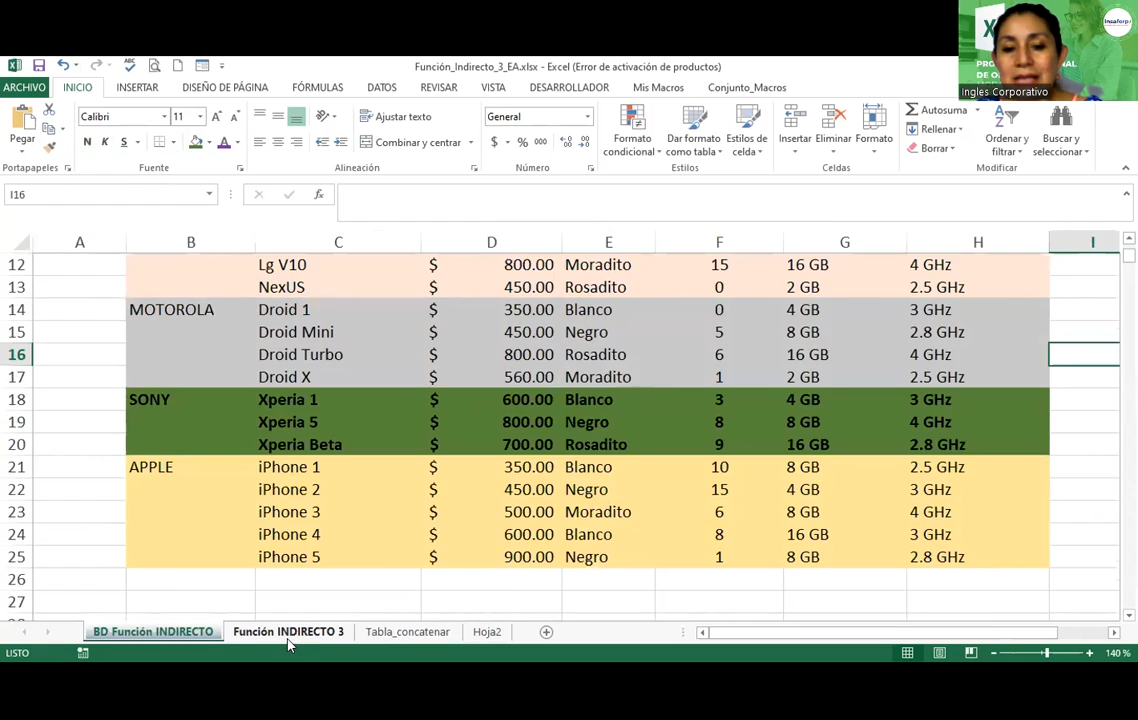 Función_Indirecto_3_EA.xlsx - Excel (Error de activación de productos)
ARCHIVO INICIO INSERTAR DISEÑO DE PÁGINA FÓRMULAS DATOS REVISAR VISTA DESARROLLADOR Mis Macros Conjunto_Macros
Pegar
Portapapeles
Calibri 11
N K S
Fuente
Ajustar texto
Combinar y centrar
Alineación
General
$ % 000
Número
Formato condicional
Dar formato como tabla
Estilos de celda
Estilos
Insertar Eliminar Formato
Celdas
Autosuma
Rellenar
Borrar
Ordenar y filtrar
Buscar y seleccionar
Modificar
Ingles Corporativo
Insaforp
I16 fx
A B C D E F G H I
12 Lg V10 $ 800.00 Moradito 15 16 GB 4 GHz
13 NexUS $ 450.00 Rosadito 0 2 GB 2.5 GHz
14 MOTOROLA Droid 1 $ 350.00 Blanco 0 4 GB 3 GHz
15 Droid Mini $ 450.00 Negro 5 8 GB 2.8 GHz
16 Droid Turbo $ 800.00 Rosadito 6 16 GB 4 GHz
17 Droid X $ 560.00 Moradito 1 2 GB 2.5 GHz
18 SONY Xperia 1 $ 600.00 Blanco 3 4 GB 3 GHz
19 Xperia 5 $ 800.00 Negro 8 8 GB 4 GHz
20 Xperia Beta $ 700.00 Rosadito 9 16 GB 2.8 GHz
21 APPLE iPhone 1 $ 350.00 Blanco 10 8 GB 2.5 GHz
22 iPhone 2 $ 450.00 Negro 15 4 GB 3 GHz
23 iPhone 3 $ 500.00 Moradito 6 8 GB 4 GHz
24 iPhone 4 $ 600.00 Blanco 8 16 GB 3 GHz
25 iPhone 5 $ 900.00 Negro 1 8 GB 2.8 GHz
26
27
BD Función INDIRECTO Función INDIRECTO 3 Tabla_concatenar Hoja2
LISTO 140 %